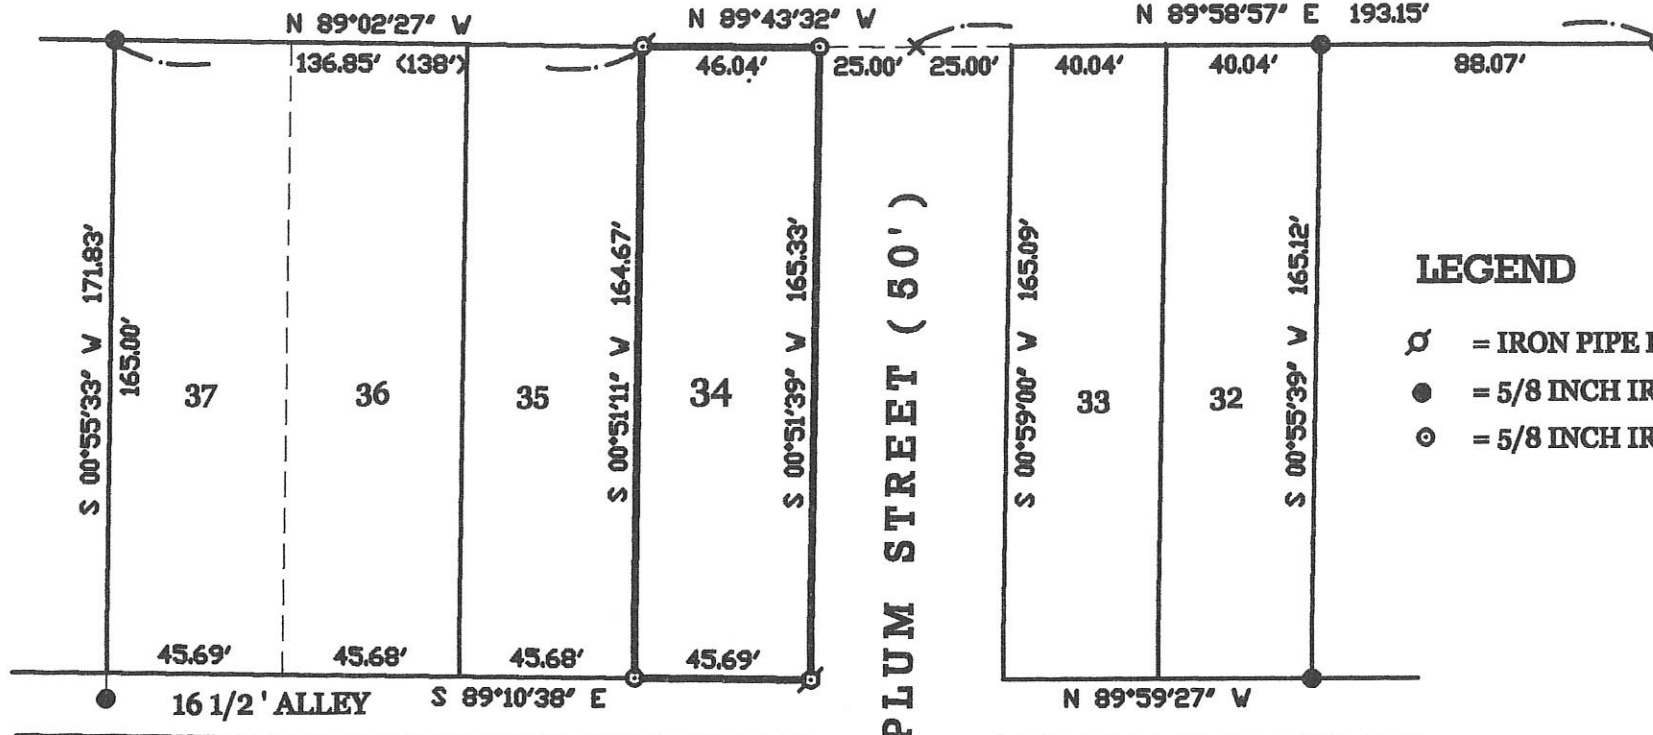 N 89°02'27" W
N 89°43'32" W
N 89°58'57" E 193.15'
136.85' (138')
46.04'
25.00'
25.00'
40.04'
40.04'
88.07'
S 00°55'33" W 171.83'
165.00'
S 00°51'11" W 164.67'
S 00°51'39" W 165.33'
PLUM STREET ( 50' )
S 00°59'00" W 165.09'
S 00°55'39" W 165.12'
LEGEND
= IRON PIPE
= 5/8 INCH
= 5/8 INCH
37
36
35
34
33
32
45.69'
45.68'
45.68'
45.69'
16 1/2 ' ALLEY
S 89°10'38" E
N 89°59'27" W